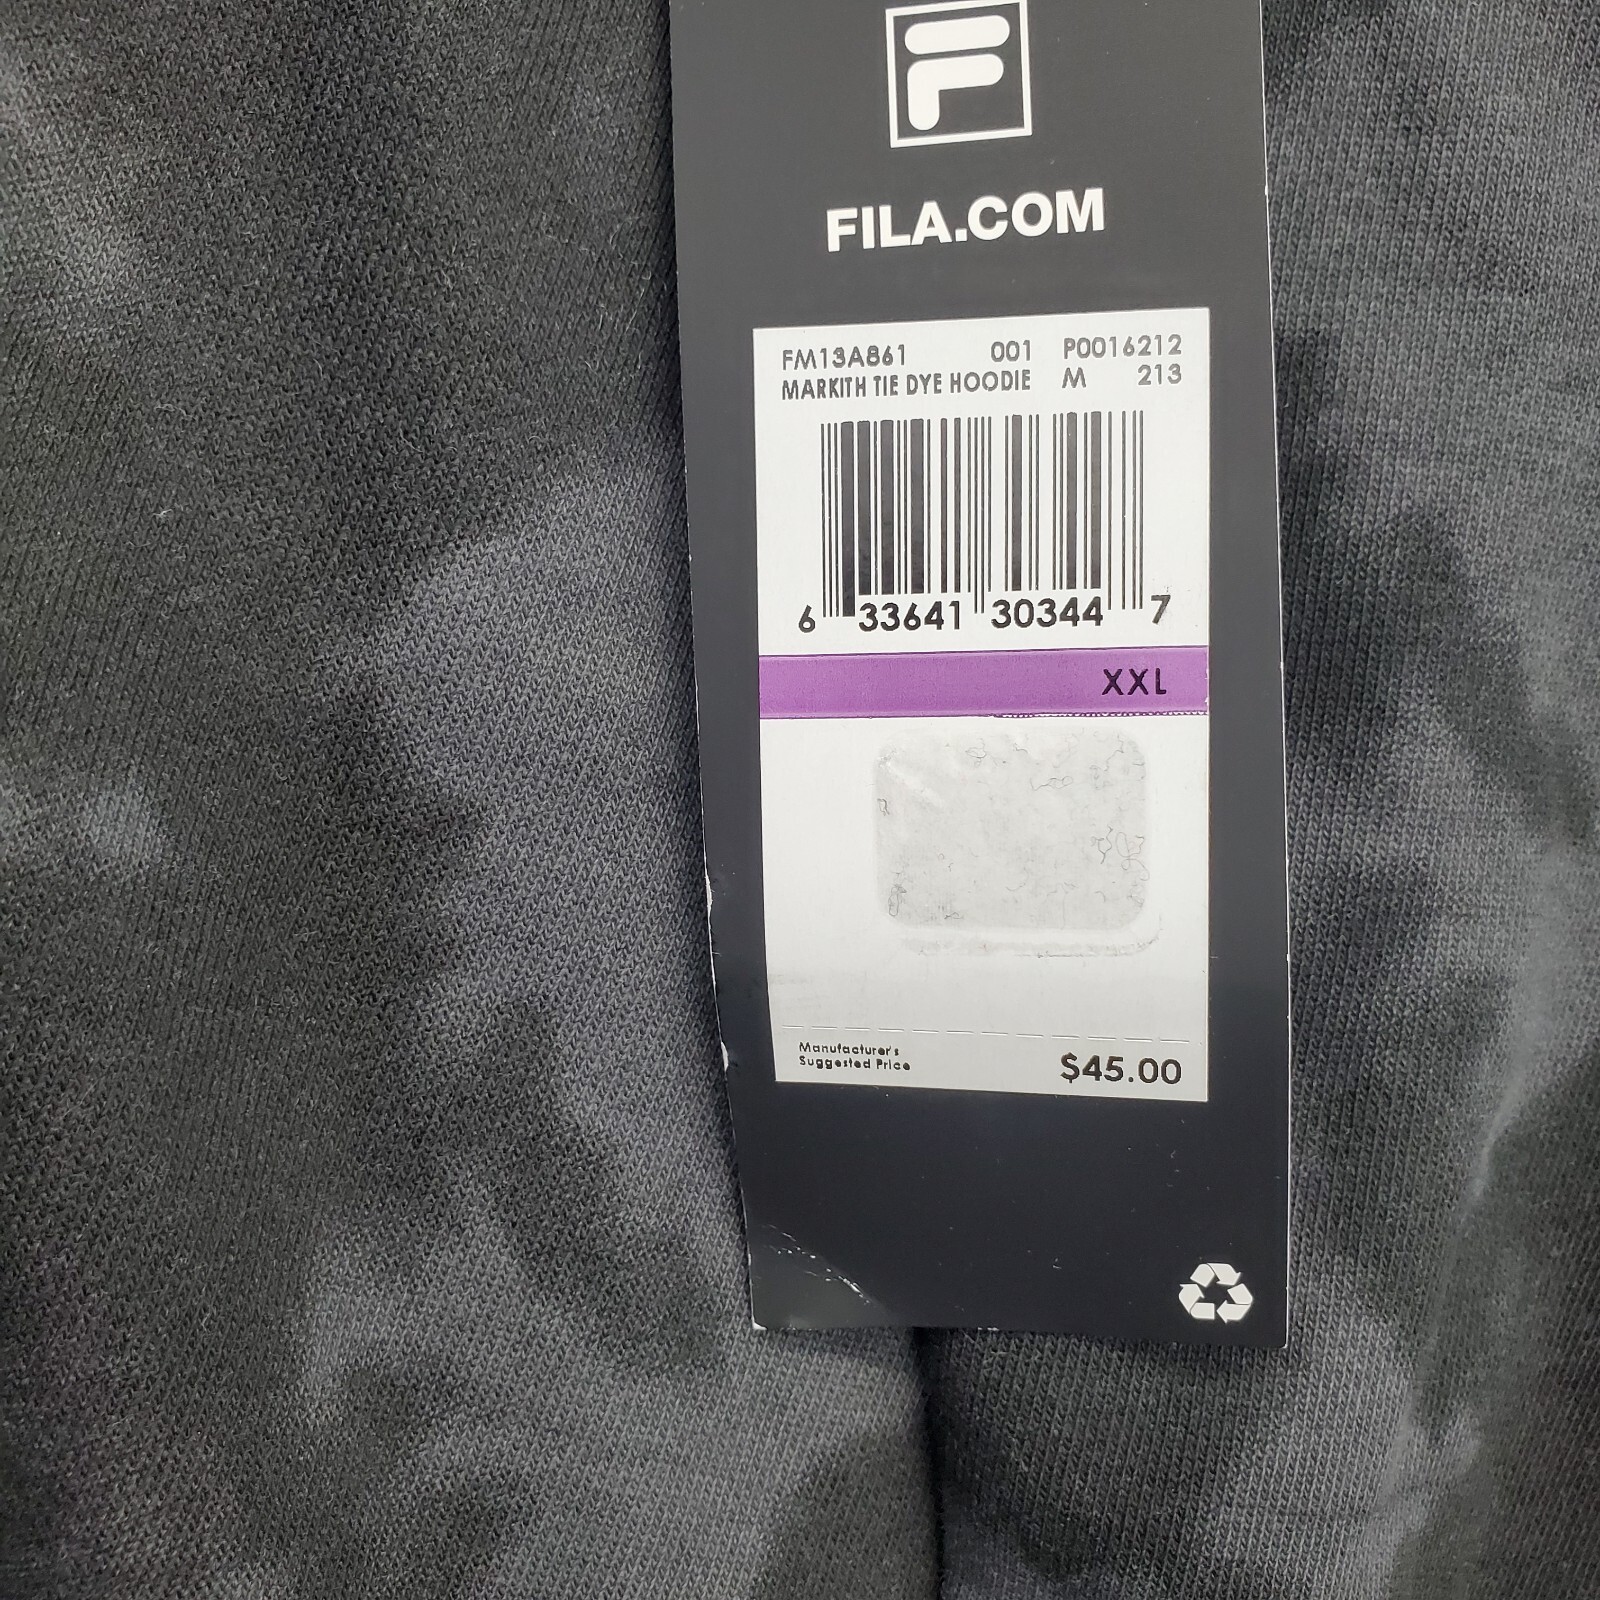 F
FILA.COM
FM13A861 001 P0016212
MARKITH TIE DYE HOODIE M 213
6 33641 30344 7
XXL
Manufacturer's
Suggested Price
$45.00